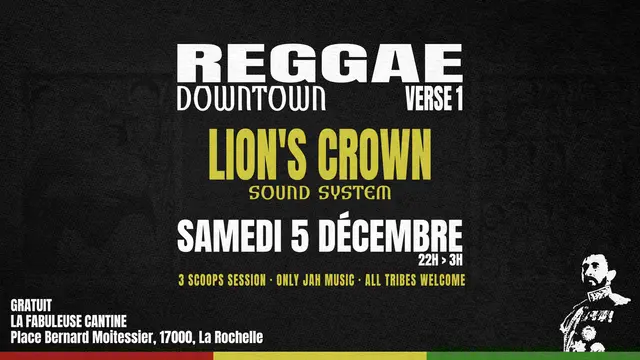 REGGAE
DOWNTOWN VERSE 1
LION'S CROWN
SOUND SYSTEM
SAMEDI 5 DÉCEMBRE
22H > 3H
3 SCOOPS SESSION · ONLY JAH MUSIC · ALL TRIBES WELCOME
GRATUIT
LA FABULEUSE CANTINE
Place Bernard Moitessier, 17000, La Rochelle